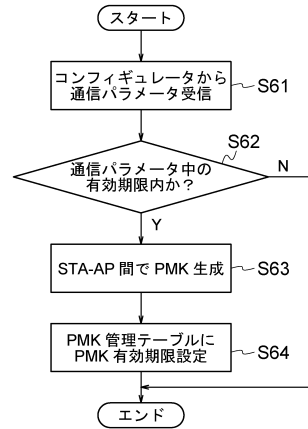 スタート
コンフィギュレータから
通信パラメータ受信
S61
S62
通信パラメータ中の
有効期限内か?
N
Y
STA-AP 間で PMK 生成
S63
PMK 管理テーブルに
PMK 有効期限設定
S64
エンド